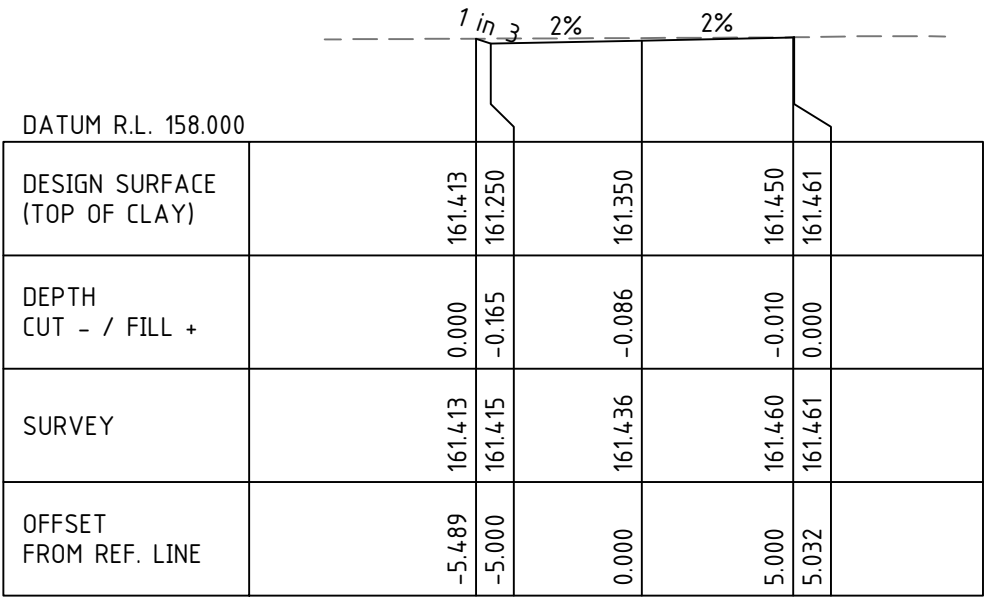 1 in 3 2% 2%
DATUM R.L. 158.000
DESIGN SURFACE
(TOP OF CLAY)
161.413 161.250 161.350 161.450 161.461
DEPTH
CUT - / FILL +
0.000 -0.165 -0.086 -0.010 0.000
SURVEY
161.413 161.415 161.436 161.460 161.461
OFFSET
FROM REF. LINE
-5.489 -5.000 0.000 5.000 5.032